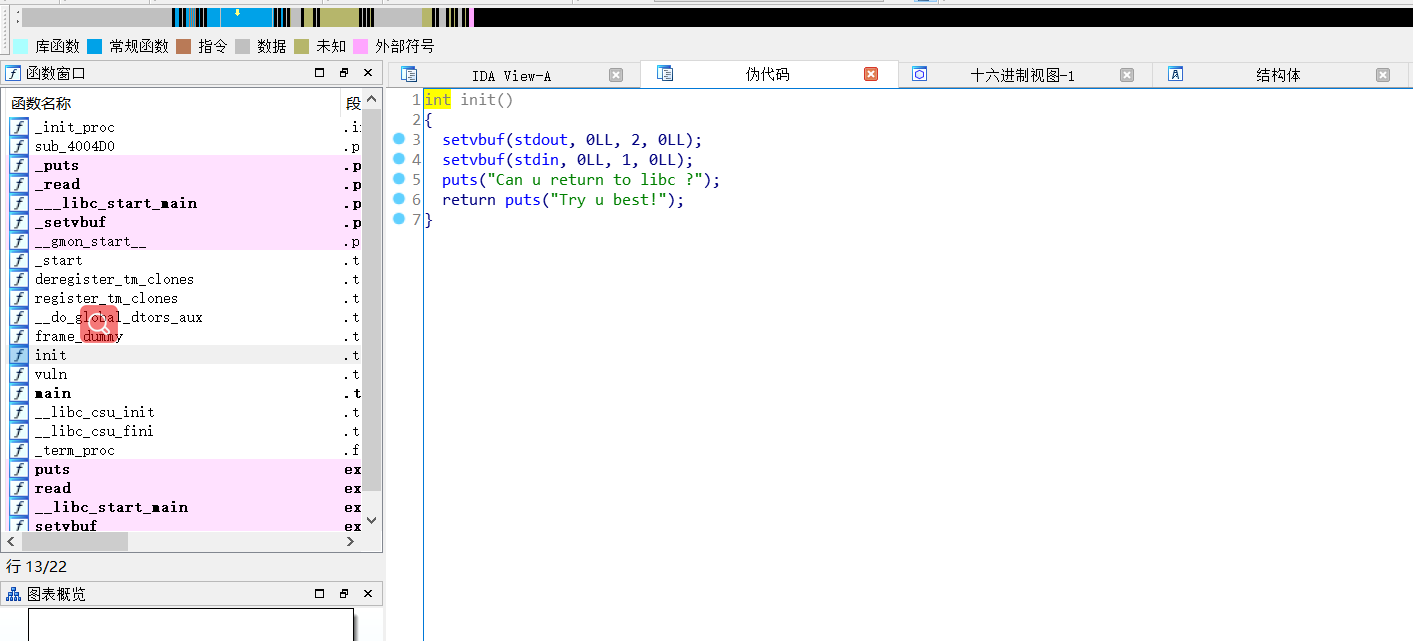 库函数 常规函数 指令 数据 未知 外部符号
函数窗口
函数名称 段
_init_proc .i
sub_4004D0 .p
_puts .p
_read .p
___libc_start_main .p
_setvbuf .p
__gmon_start__ .p
_start .t
deregister_tm_clones .t
register_tm_clones .t
__do_global_dtors_aux .t
frame_dummy .t
init .t
vuln .t
main .t
__libc_csu_init .t
__libc_csu_fini .t
_term_proc .f
puts ex
read ex
__libc_start_main ex
setvbuf ex
行 13/22
图表概览
IDA View-A 伪代码 十六进制视图-1 结构体
1 int init()
2 {
3 setvbuf(stdout, 0LL, 2, 0LL);
4 setvbuf(stdin, 0LL, 1, 0LL);
5 puts("Can u return to libc ?");
6 return puts("Try u best!");
7 }